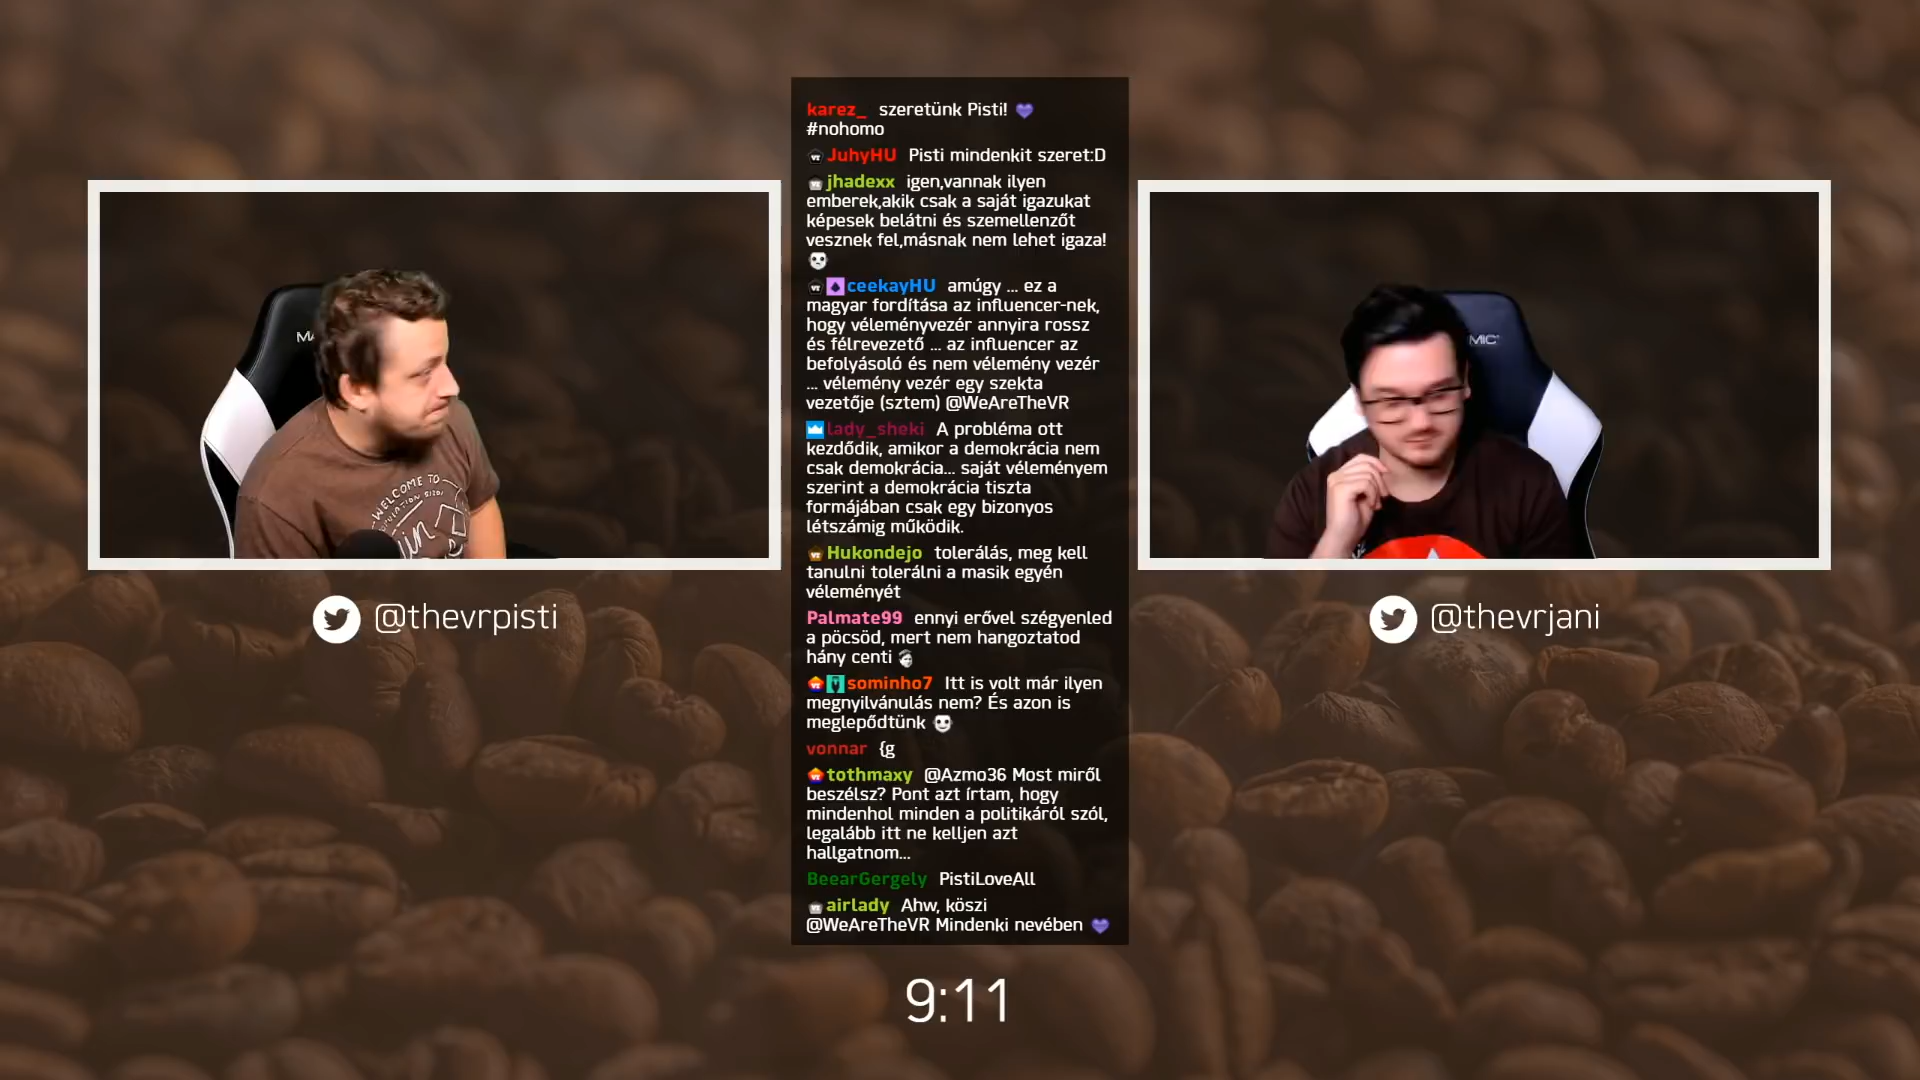 karez_ szeretünk Pisti!
#nohomo
JuhyHU Pisti mindenkit szeret:D
jhadexx igen,vannak ilyen
emberek,akik csak a saját igazukat
képesek belátni és szemellenzőt
vesznek fel,másnak nem lehet igaza!
ceekayHU amúgy ... ez a
magyar fordítása az influencer-nek,
hogy véleményvezér annyira rossz
és félrevezető ... az influencer az
befolyásoló és nem vélemény vezér
... vélemény vezér egy szekta
vezetője (sztem) @WeAreTheVR
lady_sheki A probléma ott
kezdődik, amikor a demokrácia nem
csak demokrácia... saját véleményem
szerint a demokrácia tiszta
formájában csak egy bizonyos
létszámig működik.
Hukondejo tolerálás, meg kell
tanulni tolerálni a masik egyén
véleményét
Palmate99 ennyi erővel szégyenled
a pöcsöd, mert nem hangoztatod
hány centi
sominho7 Itt is volt már ilyen
megnyilvánulás nem? És azon is
meglepődtünk
vonnar {g
tothmaxy @Azmo36 Most miről
beszélsz? Pont azt írtam, hogy
mindenhol minden a politikáról szól,
legalább itt ne kelljen azt
hallgatnom...
BeearGergely PistiLoveAll
airlady Ahw, köszi
@WeAreTheVR Mindenki nevében
WELCOME TO
MIC
@thevrpisti
@thevrjani
9:11